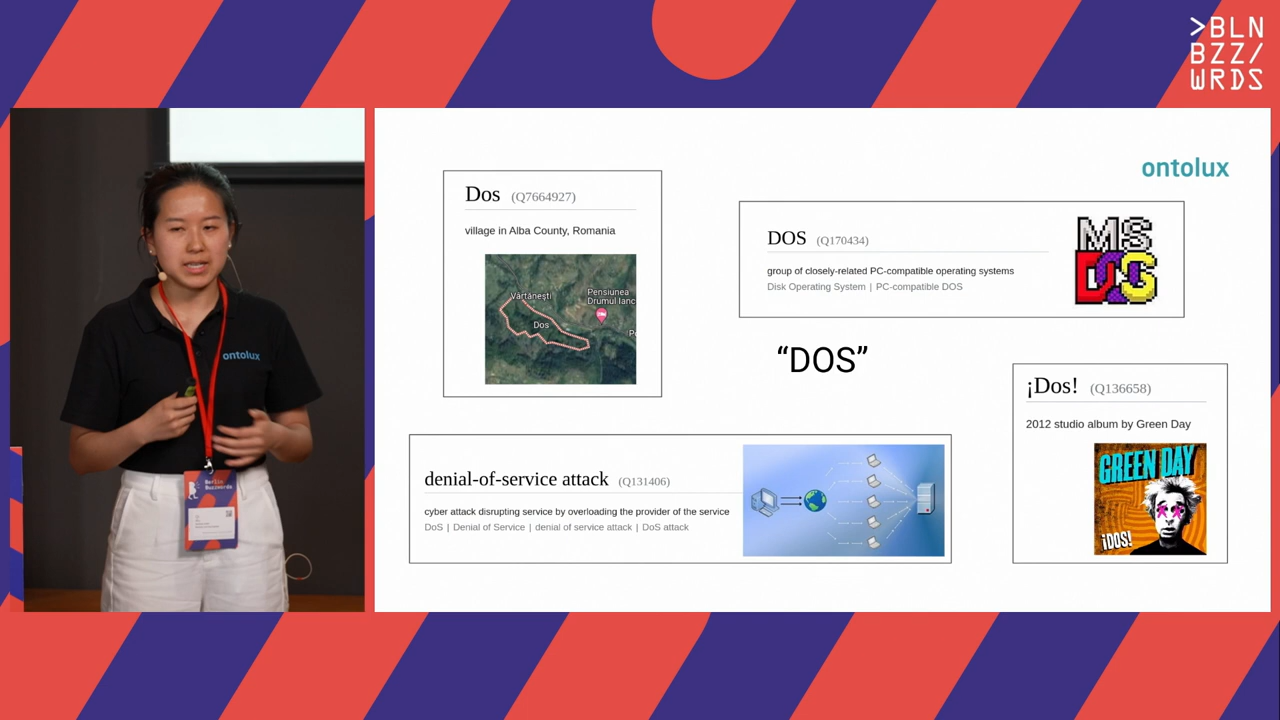 >BLN
BZZ/
WRDS
ontolux
Dos (Q7664927)
village in Alba County, Romania
Vârtănești
Pensiunea
Drumul Ianc
Dos
DOS (Q170434)
group of closely-related PC-compatible operating systems
Disk Operating System | PC-compatible DOS
MS
DOS
“DOS”
¡Dos! (Q136658)
2012 studio album by Green Day
GREEN DAY
¡DOS!
denial-of-service attack (Q131406)
cyber attack disrupting service by overloading the provider of the service
DoS | Denial of Service | denial of service attack | DoS attack
ontolux
Berlin
Buzzwords